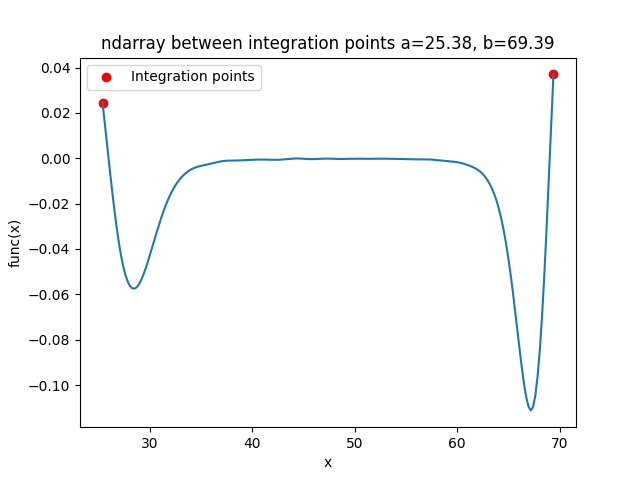 ndarray between integration points a=25.38, b=69.39
Integration points
0.04
0.02
0.00
−0.02
−0.04
−0.06
−0.08
−0.10
func(x)
30 40 50 60 70
x